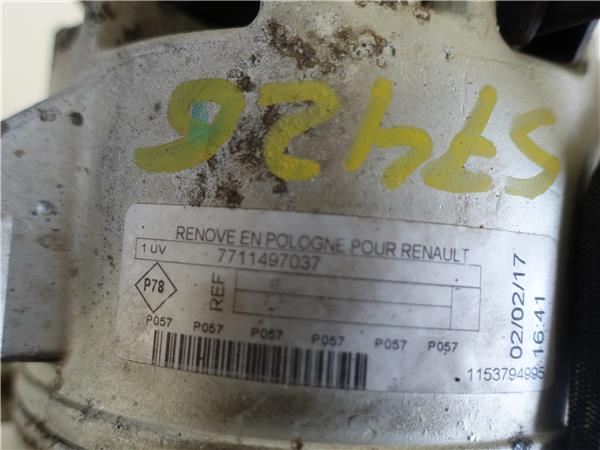 RENOVE EN POLOGNE POUR RENAULT
1 UV 7711497037
P78
REF
P057 P057 P057 P057 P057 P057
1153794995
02/02/17
16:41